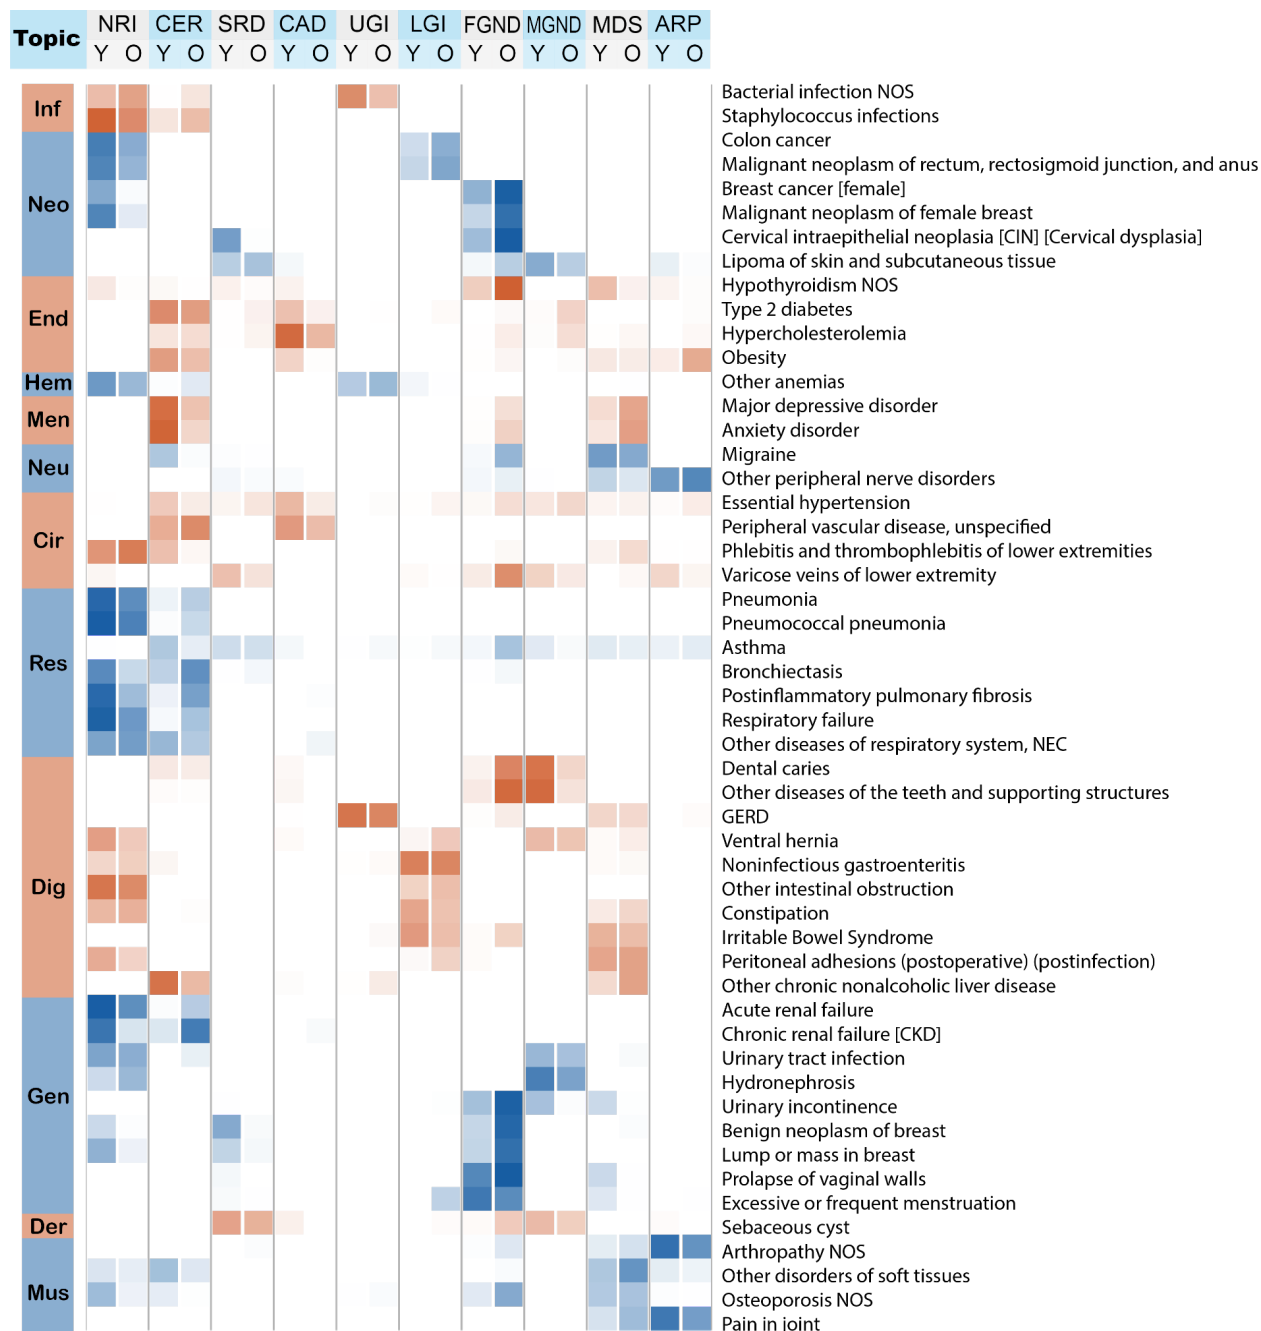 Topic NRI CER SRD CAD UGI LGI FGND MGND MDS ARP
Y O Y O Y O Y O Y O Y O Y O Y O Y O Y O
Inf
Bacterial infection NOS
Staphylococcus infections
Neo
Colon cancer
Malignant neoplasm of rectum, rectosigmoid junction, and anus
Breast cancer [female]
Malignant neoplasm of female breast
Cervical intraepithelial neoplasia [CIN] [Cervical dysplasia]
Lipoma of skin and subcutaneous tissue
End
Hypothyroidism NOS
Type 2 diabetes
Hypercholesterolemia
Obesity
Hem
Other anemias
Men
Major depressive disorder
Anxiety disorder
Neu
Migraine
Other peripheral nerve disorders
Cir
Essential hypertension
Peripheral vascular disease, unspecified
Phlebitis and thrombophlebitis of lower extremities
Varicose veins of lower extremity
Res
Pneumonia
Pneumococcal pneumonia
Asthma
Bronchiectasis
Postinflammatory pulmonary fibrosis
Respiratory failure
Other diseases of respiratory system, NEC
Dig
Dental caries
Other diseases of the teeth and supporting structures
GERD
Ventral hernia
Noninfectious gastroenteritis
Other intestinal obstruction
Constipation
Irritable Bowel Syndrome
Peritoneal adhesions (postoperative) (postinfection)
Other chronic nonalcoholic liver disease
Gen
Acute renal failure
Chronic renal failure [CKD]
Urinary tract infection
Hydronephrosis
Urinary incontinence
Benign neoplasm of breast
Lump or mass in breast
Prolapse of vaginal walls
Excessive or frequent menstruation
Der
Sebaceous cyst
Mus
Arthropathy NOS
Other disorders of soft tissues
Osteoporosis NOS
Pain in joint